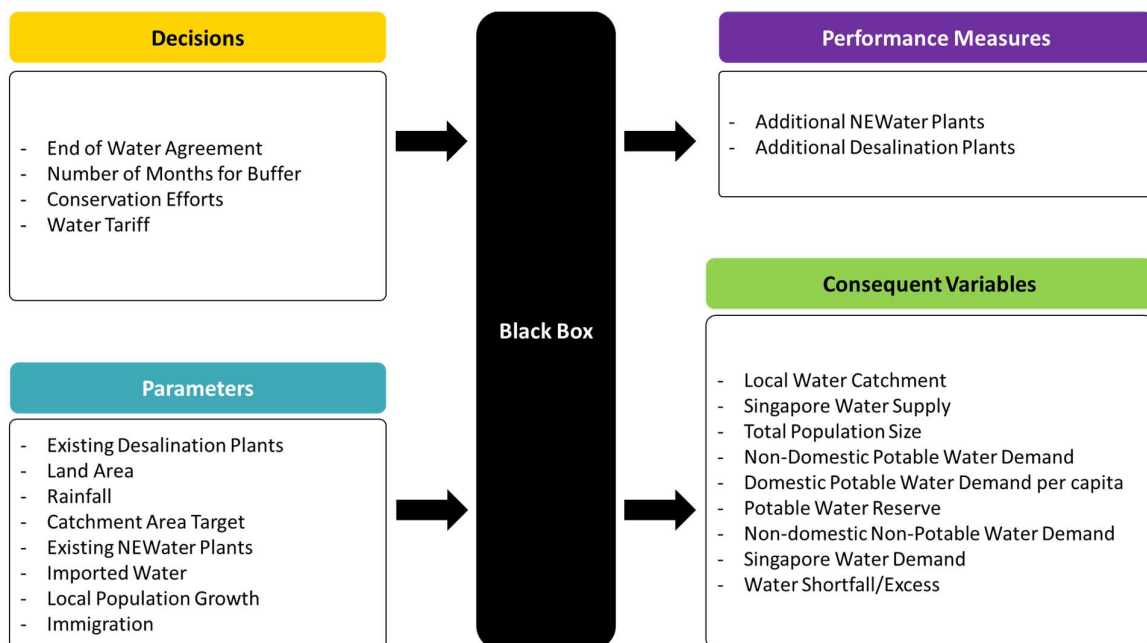 Decisions
- End of Water Agreement
- Number of Months for Buffer
- Conservation Efforts
- Water Tariff
Parameters
- Existing Desalination Plants
- Land Area
- Rainfall
- Catchment Area Target
- Existing NEWater Plants
- Imported Water
- Local Population Growth
- Immigration
Black Box
Performance Measures
- Additional NEWater Plants
- Additional Desalination Plants
Consequent Variables
- Local Water Catchment
- Singapore Water Supply
- Total Population Size
- Non-Domestic Potable Water Demand
- Domestic Potable Water Demand per capita
- Potable Water Reserve
- Non-domestic Non-Potable Water Demand
- Singapore Water Demand
- Water Shortfall/Excess